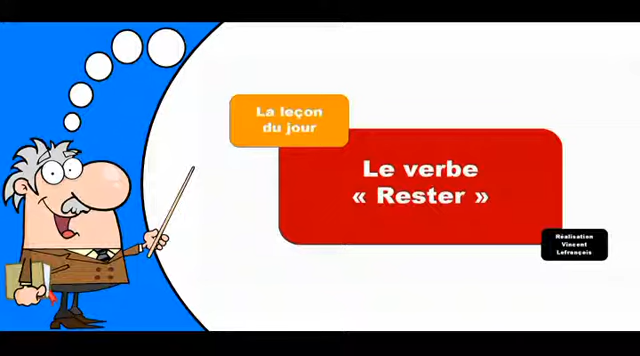 La leçon
du jour
Le verbe
« Rester »
Réalisation
Vincent
Lefrançois